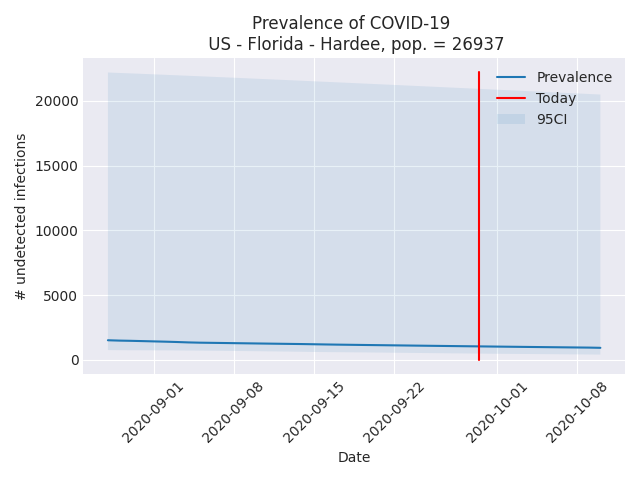 Prevalence of COVID-19
US - Florida - Hardee, pop. = 26937
Prevalence
Today
95CI
# undetected infections
20000
15000
10000
5000
0
2020-09-01
2020-09-08
2020-09-15
2020-09-22
2020-10-01
2020-10-08
Date